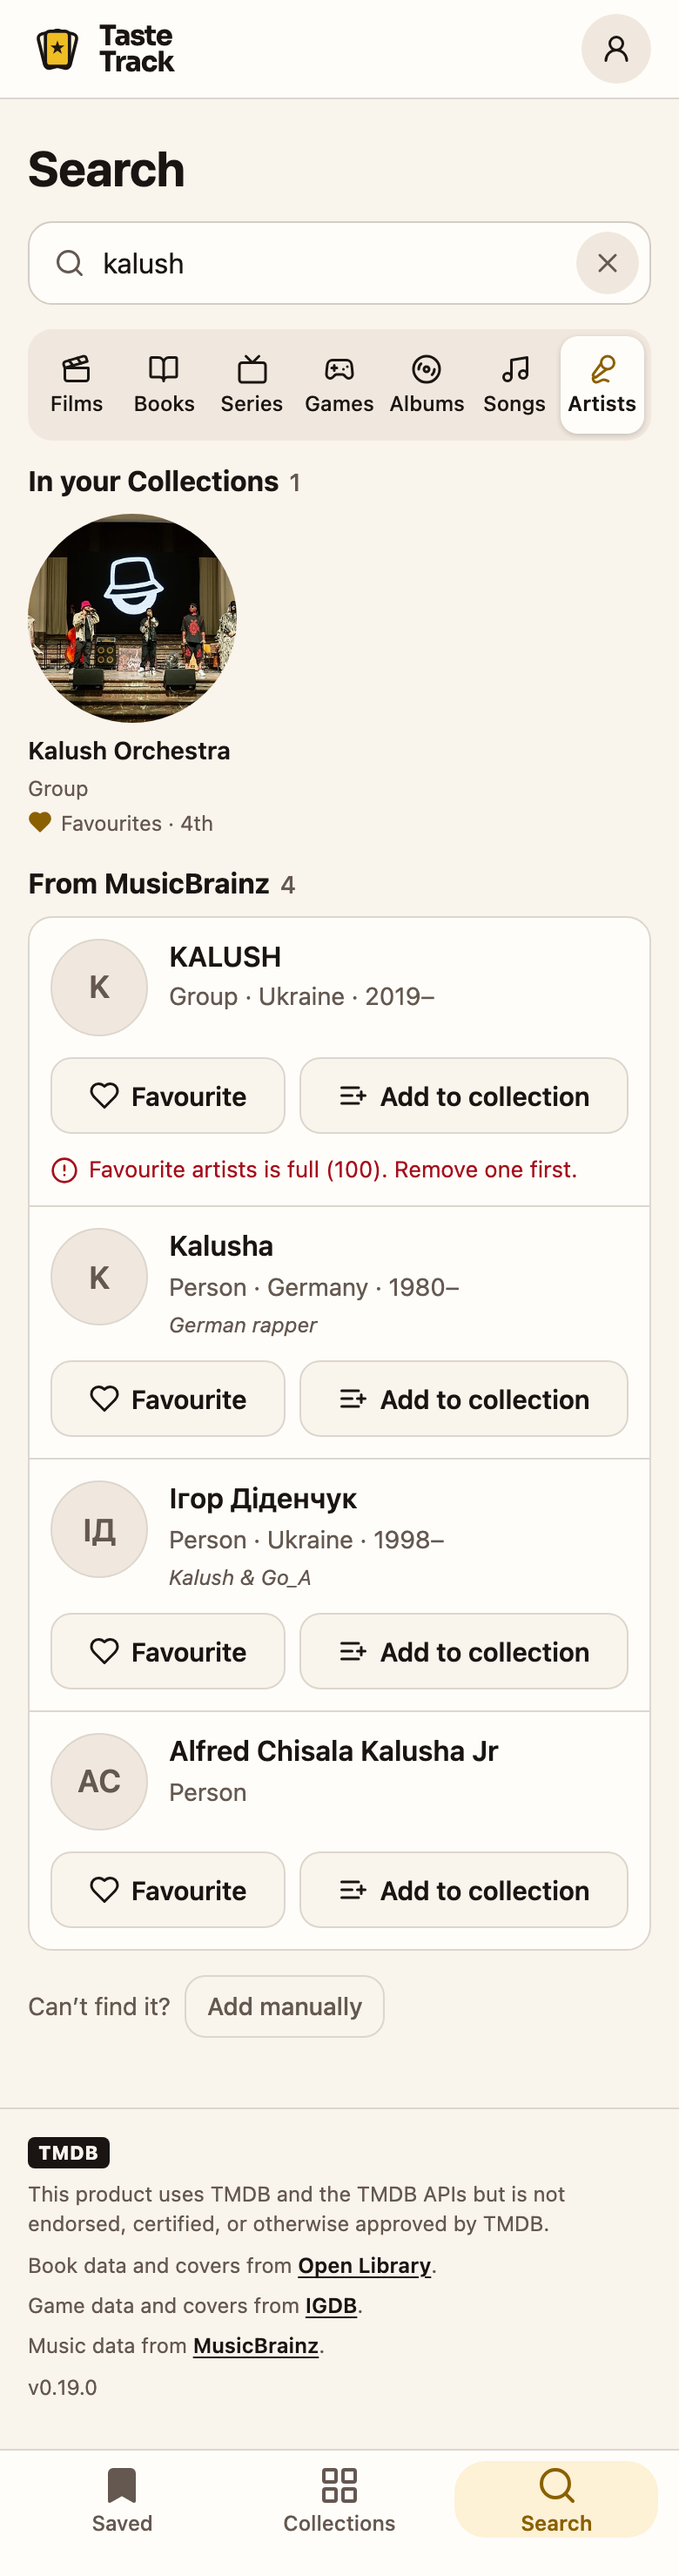 Taste
Track
Search
kalush
Films
Books
Series
Games
Albums
Songs
Artists
In your Collections 1
Kalush Orchestra
Group
Favourites · 4th
From MusicBrainz 4
K
KALUSH
Group · Ukraine · 2019–
Favourite
Add to collection
Favourite artists is full (100). Remove one first.
K
Kalusha
Person · Germany · 1980–
German rapper
Favourite
Add to collection
ІД
Ігор Діденчук
Person · Ukraine · 1998–
Kalush & Go_A
Favourite
Add to collection
AC
Alfred Chisala Kalusha Jr
Person
Favourite
Add to collection
Can’t find it?
Add manually
TMDB
This product uses TMDB and the TMDB APIs but is not
endorsed, certified, or otherwise approved by TMDB.
Book data and covers from Open Library.
Game data and covers from IGDB.
Music data from MusicBrainz.
v0.19.0
Saved
Collections
Search